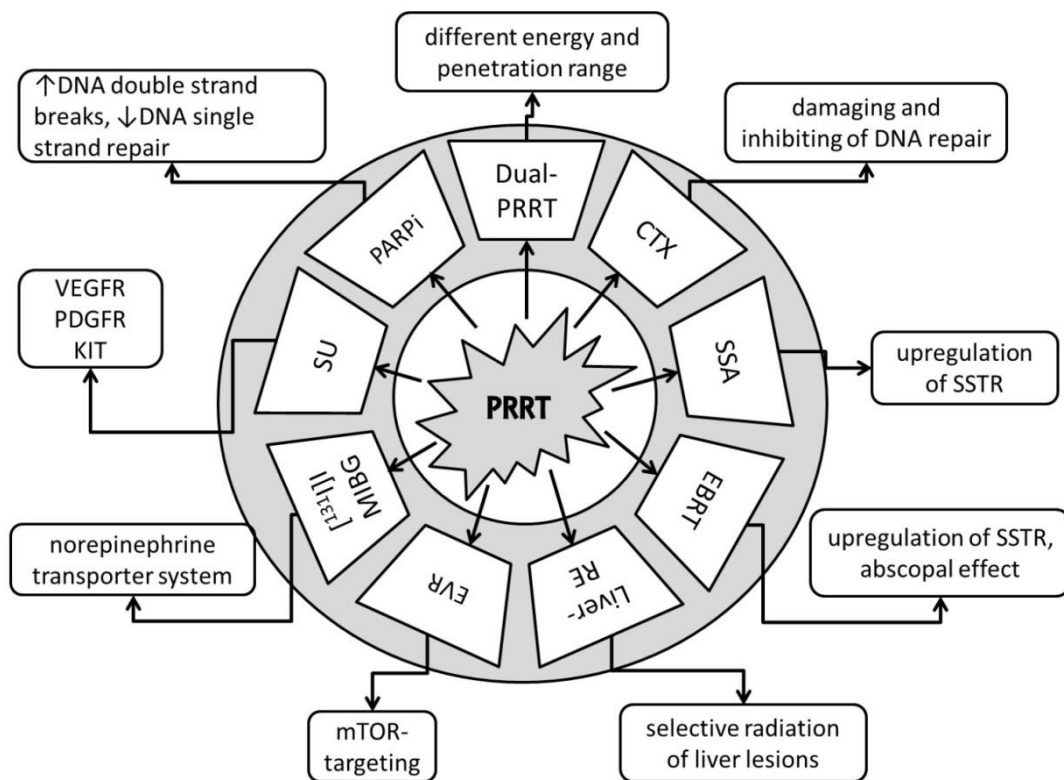 different energy and
penetration range
↑DNA double strand
breaks, ↓DNA single
strand repair
damaging and
inhibiting of DNA repair
Dual-
PRRT
PARPi
CTX
VEGFR
PDGFR
KIT
SU
SSA
upregulation
of SSTR
PRRT
[¹³¹I]
MIBG
EBRT
norepinephrine
transporter system
EVR
Liver-
RE
upregulation of SSTR,
abscopal effect
mTOR-
targeting
selective radiation
of liver lesions